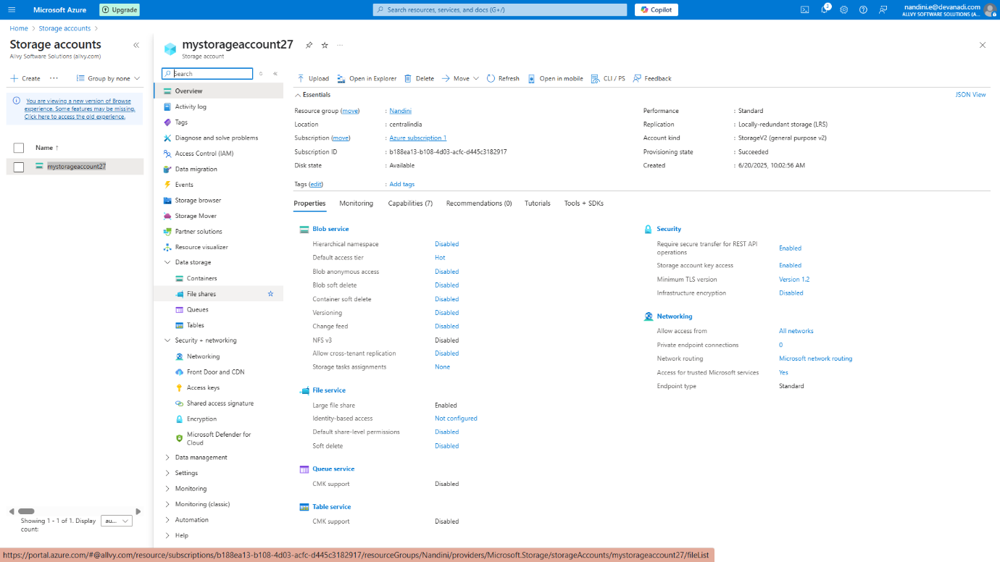 Microsoft Azure
Upgrade
Search resources, services, and docs (G+/)
Copilot
3
nandini.e@devanadi.com
ALLVY SOFTWARE SOLUTIONS (A...
Home > Storage accounts >
Storage accounts
Allvy Software Solutions (allvy.com)
Create
Group by none
You are viewing a new version of Browse
experience. Some features may be missing.
Click here to access the old experience.
Name ↑
mystorageaccount27
Showing 1 - 1 of 1. Display
count:
au...
mystorageaccount27
Storage account
Search
Overview
Activity log
Tags
Diagnose and solve problems
Access Control (IAM)
Data migration
Events
Storage browser
Storage Mover
Partner solutions
Resource visualizer
Data storage
Containers
File shares
Queues
Tables
Security + networking
Networking
Front Door and CDN
Access keys
Shared access signature
Encryption
Microsoft Defender for
Cloud
Data management
Settings
Monitoring
Monitoring (classic)
Automation
Help
Upload
Open in Explorer
Delete
Move
Refresh
Open in mobile
CLI / PS
Feedback
Essentials
JSON View
Resource group (move) : Nandini
Location : centralindia
Subscription (move) : Azure subscription 1
Subscription ID : b188ea13-b108-4d03-acfc-d445c3182917
Disk state : Available
Tags (edit) : Add tags
Performance : Standard
Replication : Locally-redundant storage (LRS)
Account kind : StorageV2 (general purpose v2)
Provisioning state : Succeeded
Created : 6/20/2025, 10:02:56 AM
Properties
Monitoring
Capabilities (7)
Recommendations (0)
Tutorials
Tools + SDKs
Blob service
Hierarchical namespace Disabled
Default access tier Hot
Blob anonymous access Disabled
Blob soft delete Disabled
Container soft delete Disabled
Versioning Disabled
Change feed Disabled
NFS v3 Disabled
Allow cross-tenant replication Disabled
Storage tasks assignments None
File service
Large file share Enabled
Identity-based access Not configured
Default share-level permissions Disabled
Soft delete Disabled
Queue service
CMK support Disabled
Table service
CMK support Disabled
Security
Require secure transfer for REST API
operations Enabled
Storage account key access Enabled
Minimum TLS version Version 1.2
Infrastructure encryption Disabled
Networking
Allow access from All networks
Private endpoint connections 0
Network routing Microsoft network routing
Access for trusted Microsoft services Yes
Endpoint type Standard
https://portal.azure.com/#@allvy.com/resource/subscriptions/b188ea13-b108-4d03-acfc-d445c3182917/resourceGroups/Nandini/providers/Microsoft.Storage/storageAccounts/mystorageaccount27/fileList